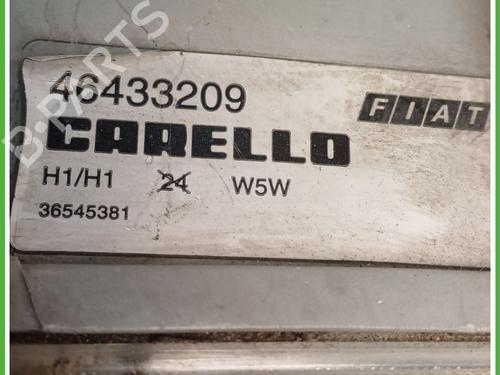 46433209
FIAT
CARELLO
H1/H1 24 W5W
36545381
B-PARTS